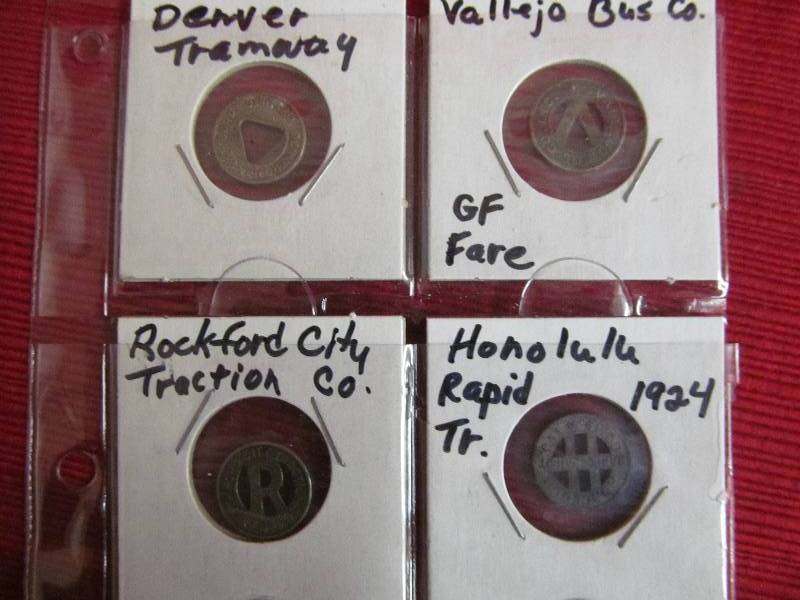 Denver
Tramway
Vallejo Bus Co.
GF
Fare
Rockford City
Traction Co.
Honolulu
Rapid 1924
Tr.
R